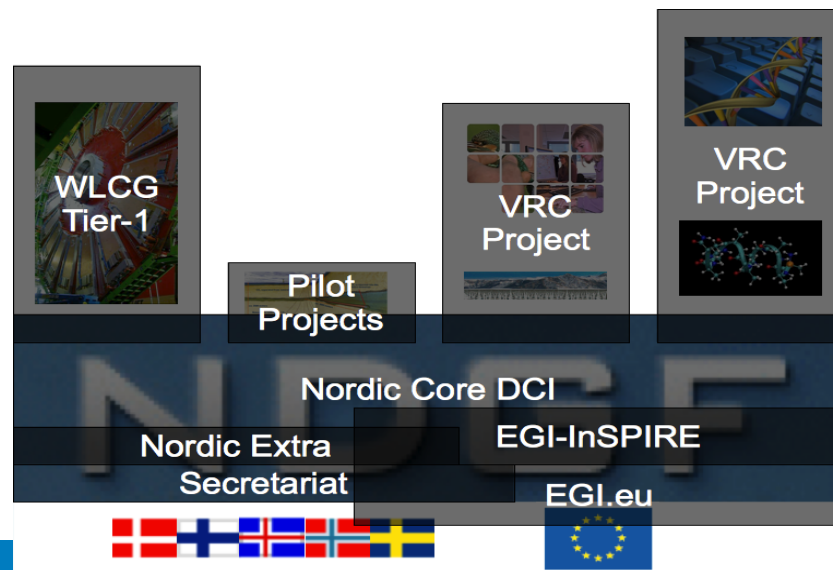 WLCG
Tier-1
Pilot
Projects
VRC
Project
VRC
Project
NDGF
Nordic Core DCI
Nordic Extra
EGI-InSPIRE
Secretariat
EGI.eu